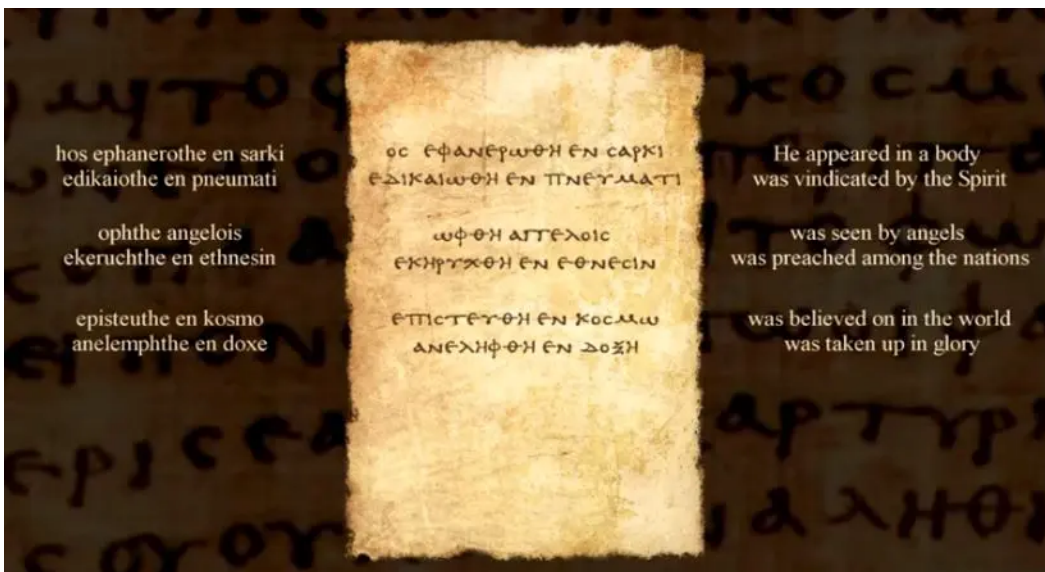 hos ephanerothe en sarki
edikaiothe en pneumati
ophthe angelois
ekeruchthe en ethnesin
episteuthe en kosmo
anelemphthe en doxe
ΟϹ ΕΦΑΝΕΡΩΘΗ ΕΝ ϹΑΡΚΙ
ΕΔΙΚΑΙΩΘΗ ΕΝ ΠΝΕΥΜΑΤΙ
ΩΦΘΗ ΑΓΓΕΛΟΙϹ
ΕΚΗΡΥΧΘΗ ΕΝ ΕΘΝΕϹΙΝ
ΕΠΙϹΤΕΥΘΗ ΕΝ ΚΟϹΜΩ
ΑΝΕΛΗΦΘΗ ΕΝ ΔΟΞΗ
He appeared in a body
was vindicated by the Spirit
was seen by angels
was preached among the nations
was believed on in the world
was taken up in glory